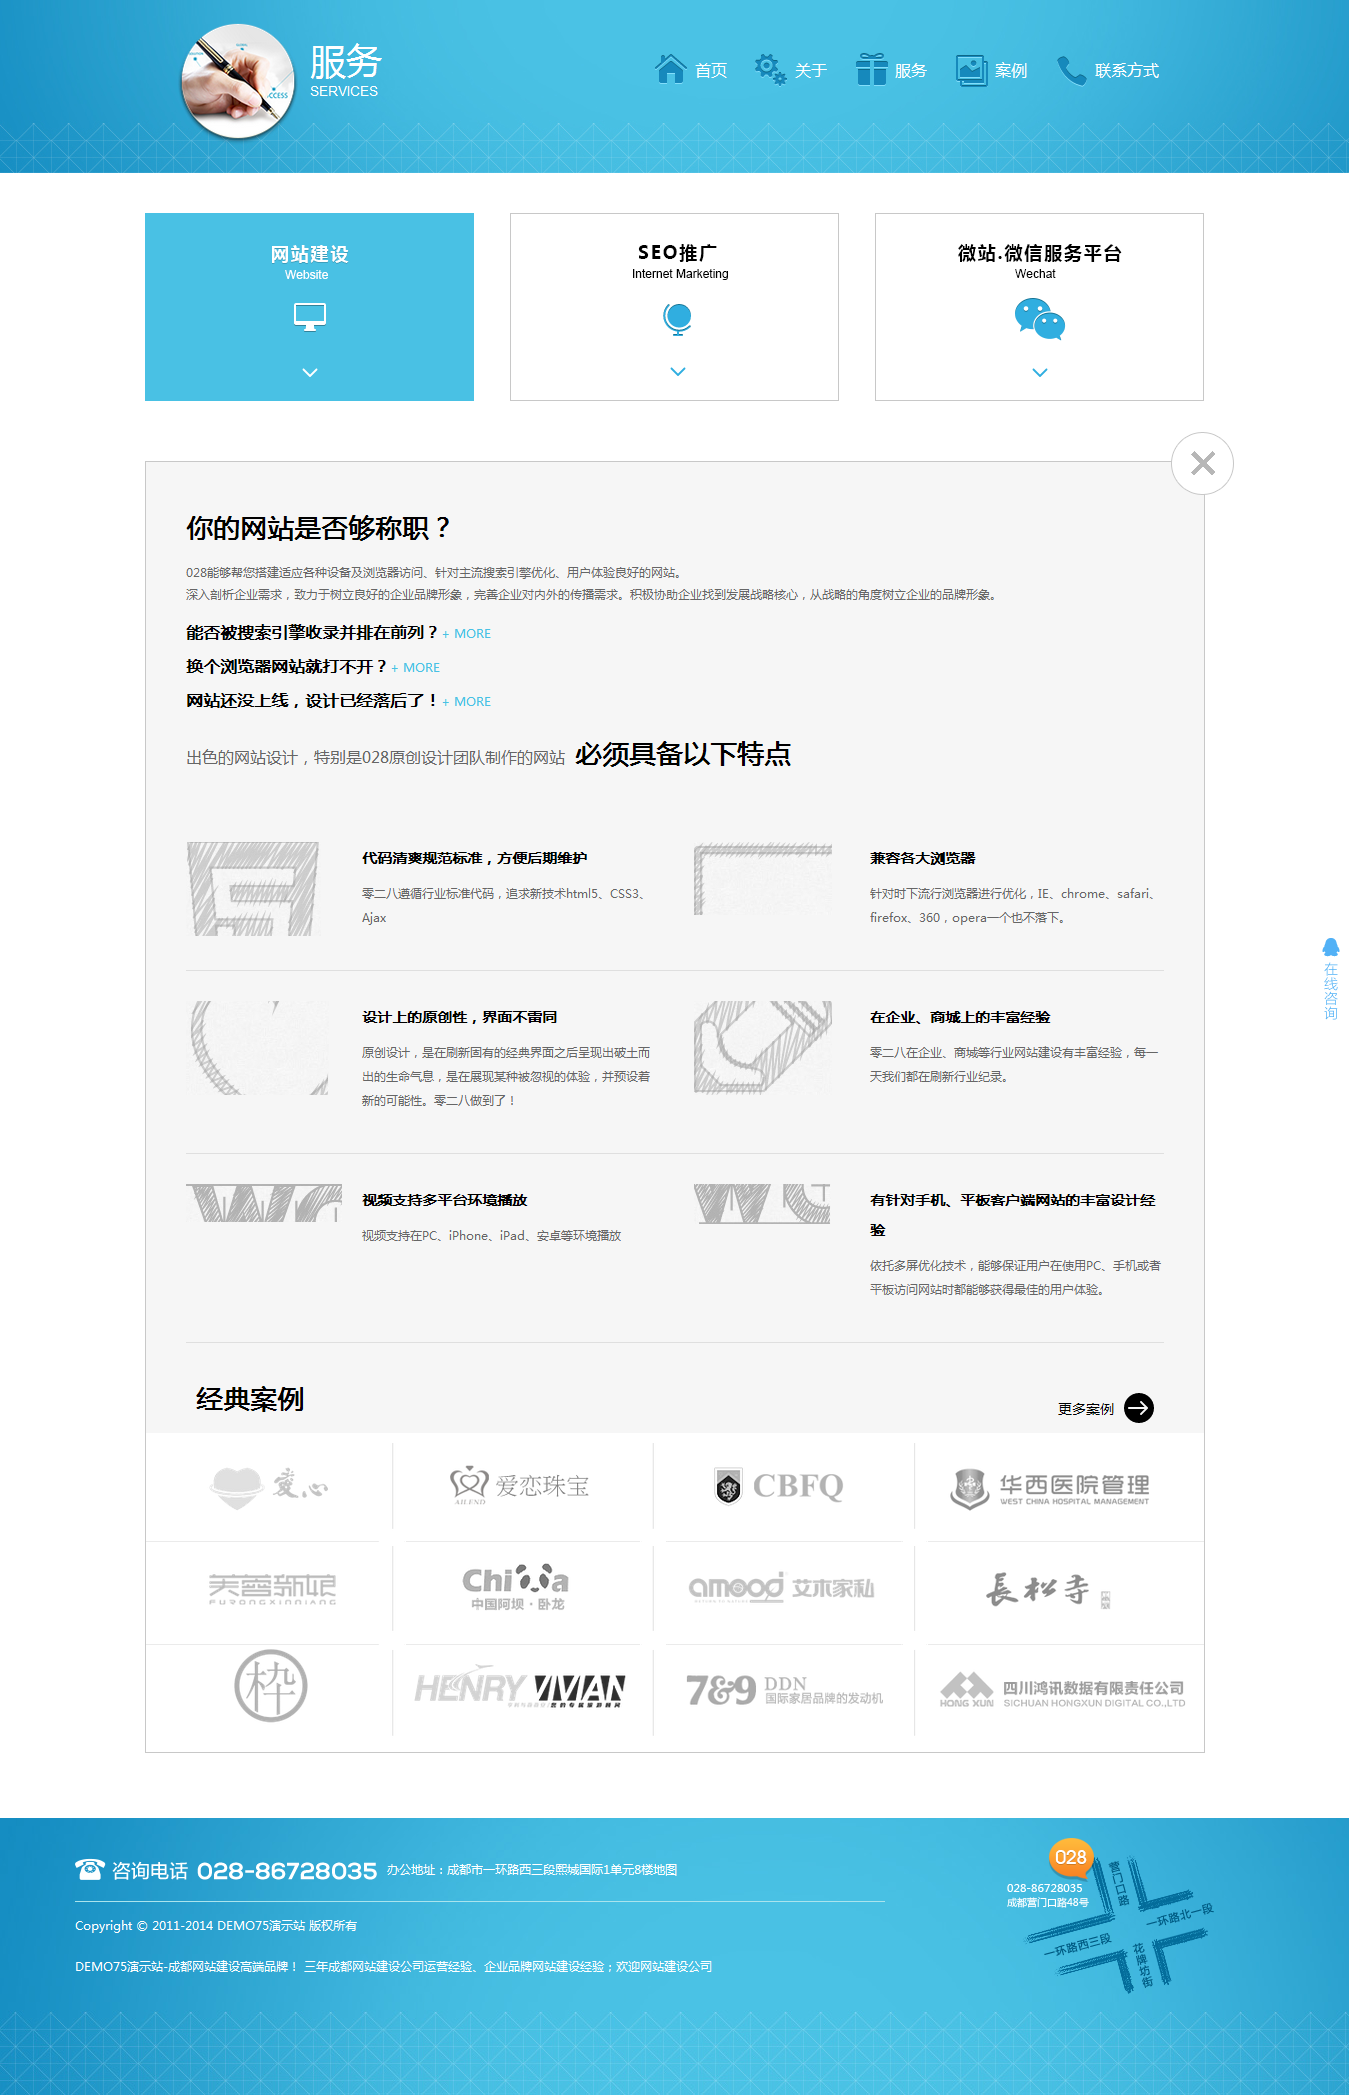 服务
SERVICES
首页
关于
服务
案例
联系方式
网站建设
Website
SEO推广
Internet Marketing
微站.微信服务平台
Wechat
你的网站是否够称职？
028能够帮您搭建适应各种设备及浏览器访问、针对主流搜索引擎优化、用户体验良好的网站。
深入剖析企业需求，致力于树立良好的企业品牌形象，完善企业对内外的传播需求。积极协助企业找到发展战略核心，从战略的角度树立企业的品牌形象。
能否被搜索引擎收录并排在前列？+ MORE
换个浏览器网站就打不开？+ MORE
网站还没上线，设计已经落后了！+ MORE
出色的网站设计，特别是028原创设计团队制作的网站 必须具备以下特点
代码清爽规范标准，方便后期维护
零二八遵循行业标准代码，追求新技术html5、CSS3、
Ajax
兼容各大浏览器
针对时下流行浏览器进行优化，IE、chrome、safari、
firefox、360，opera一个也不落下。
在线咨询
设计上的原创性，界面不雷同
原创设计，是在刷新固有的经典界面之后呈现出破土而
出的生命气息，是在展现某种被忽视的体验，并预设着
新的可能性。零二八做到了！
在企业、商城上的丰富经验
零二八在企业、商城等行业网站建设有丰富经验，每一
天我们都在刷新行业纪录。
视频支持多平台环境播放
视频支持在PC、iPhone、iPad、安卓等环境播放
有针对手机、平板客户端网站的丰富设计经
验
依托多屏优化技术，能够保证用户在使用PC、手机或者
平板访问网站时都能够获得最佳的用户体验。
经典案例
更多案例
爱心
爱恋珠宝
AILEND
CBFQ
华西医院管理
WEST CHINA HOSPITAL MANAGEMENT
芙蓉新娘
FURONGXINNIANG
China
中国阿坝·卧龙
amood 艾木家私
長松寺
HENRY VIVIAN
7&9 DDN
国际家居品牌的发动机
HONG XUN
四川鸿讯数据有限责任公司
SICHUAN HONGXUN DIGITAL CO.,LTD
咨询电话 028-86728035 办公地址：成都市一环路西三段熙城国际1单元8楼地图
Copyright © 2011-2014 DEMO75演示站 版权所有
DEMO75演示站-成都网站建设高端品牌！ 三年成都网站建设公司运营经验、企业品牌网站建设经验；欢迎网站建设公司
028
028-86728035
成都营门口路48号
营门口路
一环路北一段
一环路西三段
花牌坊街